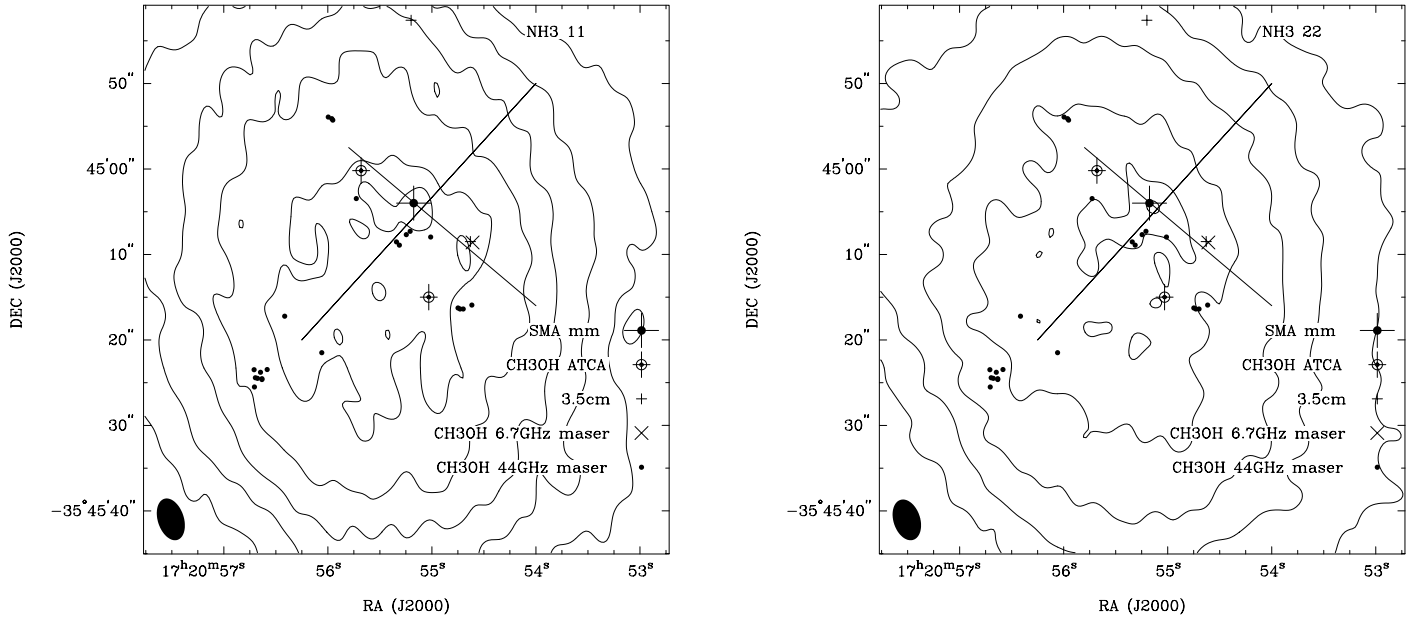 NH3 11
50"
45'00"
10"
20"
30"
−35°45'40"
DEC (J2000)
SMA mm
CH3OH ATCA
3.5cm
CH3OH 6.7GHz maser
CH3OH 44GHz maser
17h20m57s
56s
55s
54s
53s
RA (J2000)
NH3 22
50"
45'00"
10"
20"
30"
−35°45'40"
DEC (J2000)
SMA mm
CH3OH ATCA
3.5cm
CH3OH 6.7GHz maser
CH3OH 44GHz maser
17h20m57s
56s
55s
54s
53s
RA (J2000)